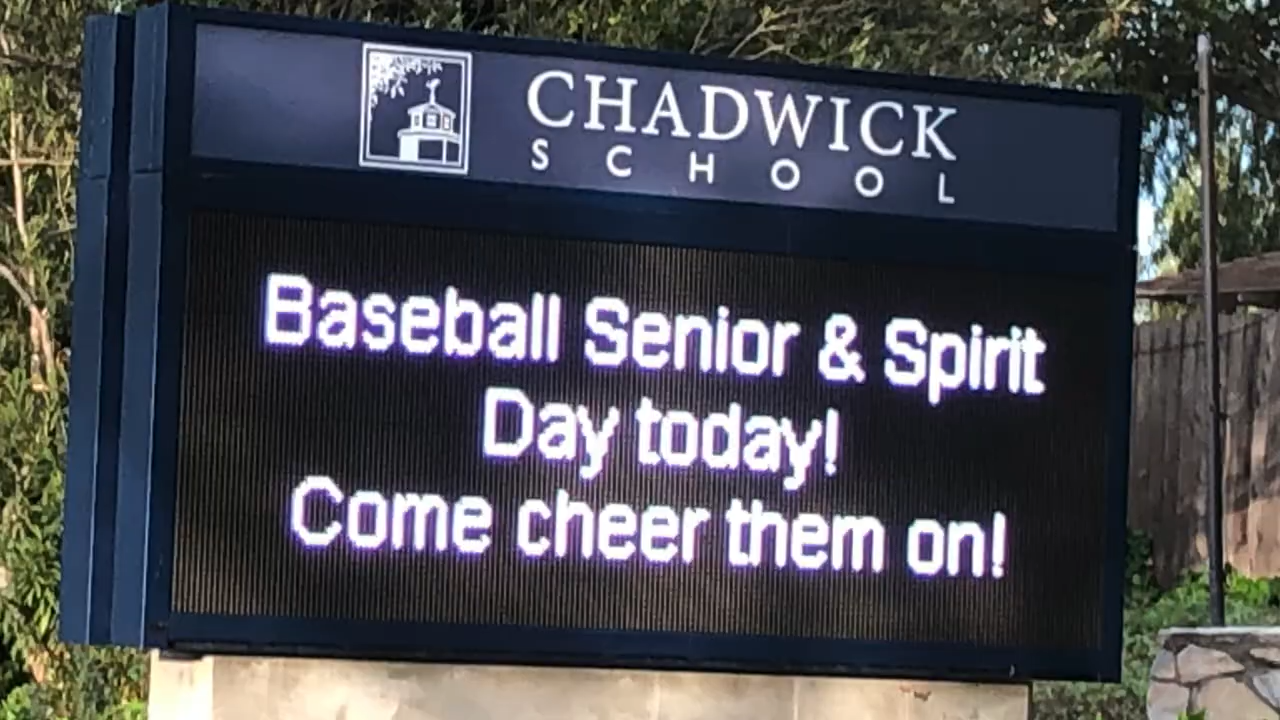 CHADWICK
SCHOOL
Baseball Senior & Spirit
Day today!
Come cheer them on!